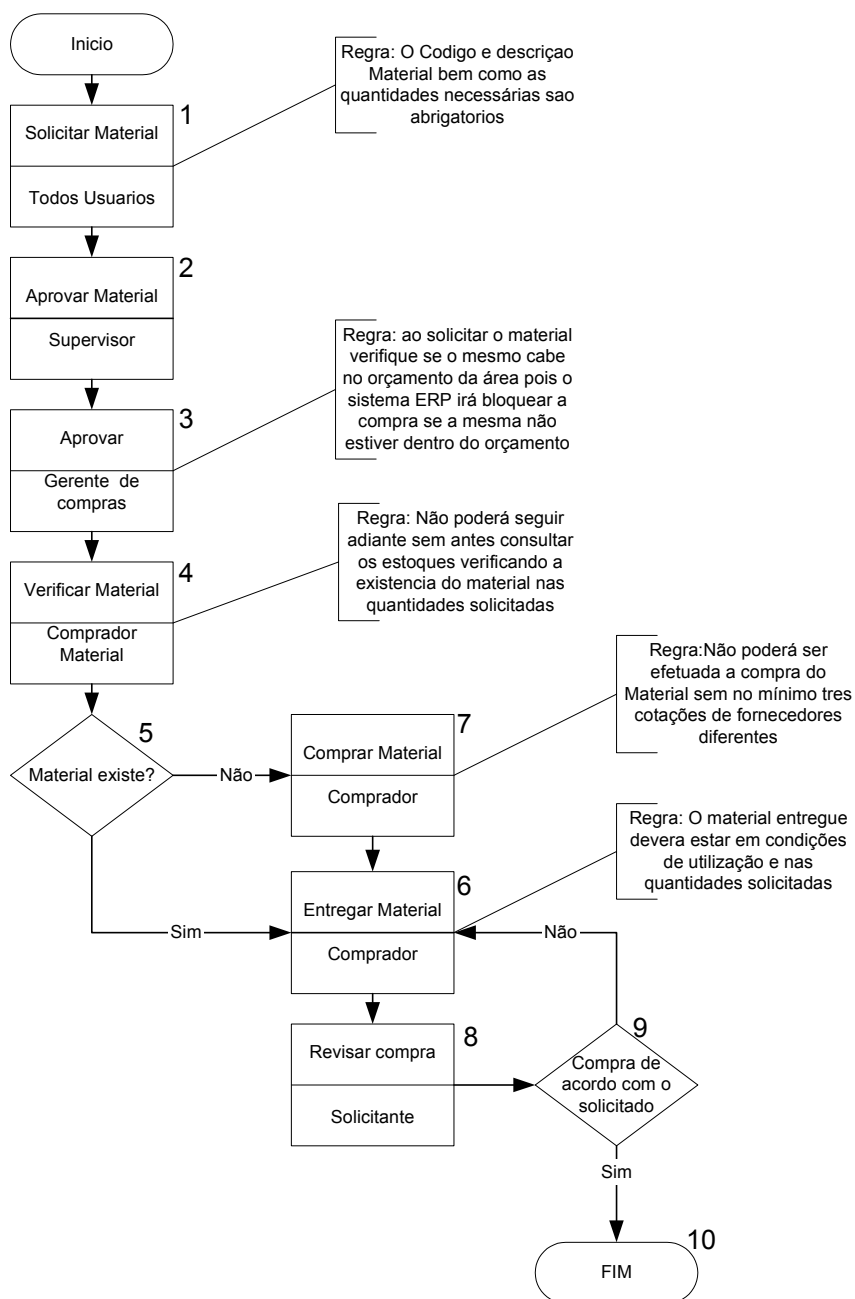 Inicio
Regra: O Codigo e descriçao
Material bem como as
quantidades necessárias sao
abrigatorios
1
Solicitar Material
Todos Usuarios
2
Aprovar Material
Supervisor
Regra: ao solicitar o material
verifique se o mesmo cabe
no orçamento da área pois o
sistema ERP irá bloquear a
compra se a mesma não
estiver dentro do orçamento
3
Aprovar
Gerente de
compras
Regra: Não poderá seguir
adiante sem antes consultar
os estoques verificando a
existencia do material nas
quantidades solicitadas
4
Verificar Material
Comprador
Material
Regra:Não poderá ser
efetuada a compra do
Material sem no mínimo tres
cotações de fornecedores
diferentes
5
Material existe?
Não
7
Comprar Material
Comprador
Regra: O material entregue
devera estar em condições
de utilização e nas
quantidades solicitadas
6
Entregar Material
Comprador
Sim
Não
8
Revisar compra
Solicitante
9
Compra de
acordo com o
solicitado
Sim
10
FIM